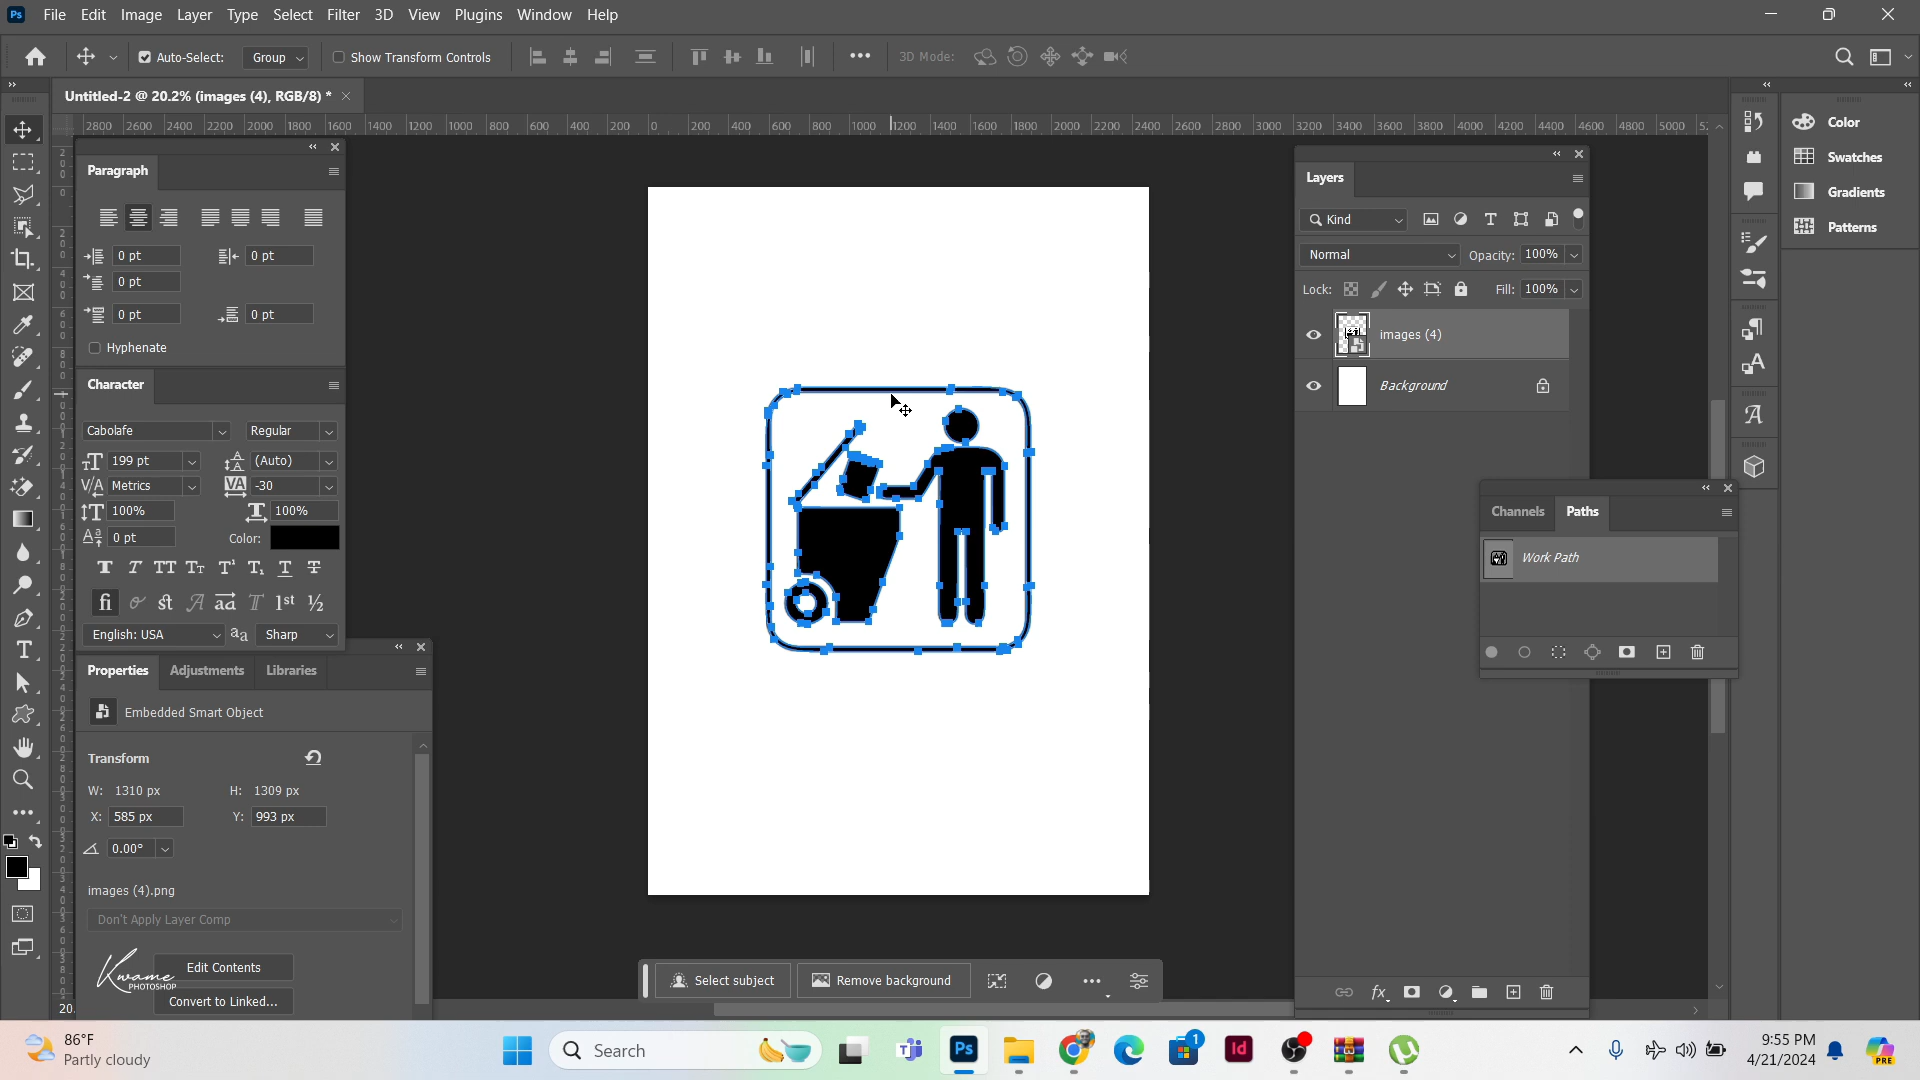 Ps File Edit Image Layer Type Select Filter 3D View Plugins Window Help
Auto-Select: Group Show Transform Controls 3D Mode:
Untitled-2 @ 20.2% (images (4), RGB/8) *
2800 2600 2400 2200 2000 1800 1600 1400 1200 1000 800 600 400 200 0 200 400 600 800 1000 1200 1400 1600 1800 2000 2200 2400 2600 2800 3000 3200 3400 3600 3800 4000 4200 4400 4600 4800 5000
Paragraph
0 pt 0 pt
0 pt
0 pt 0 pt
Hyphenate
Character
Cabolafe Regular
199 pt (Auto)
Metrics -30
100% 100%
0 pt Color:
English: USA Sharp
Properties Adjustments Libraries
Embedded Smart Object
Transform
W: 1310 px H: 1309 px
X: 585 px Y: 993 px
0.00°
images (4).png
Don't Apply Layer Comp
Edit Contents
Kwame
PHOTOSHOP
Convert to Linked...
20.
Select subject Remove background
Layers
Kind
Normal Opacity: 100%
Lock: Fill: 100%
images (4)
Background
Channels Paths
Work Path
Color
Swatches
Gradients
Patterns
86°F
Partly cloudy
Search
Ps
1
Id
9:55 PM
4/21/2024
PRE